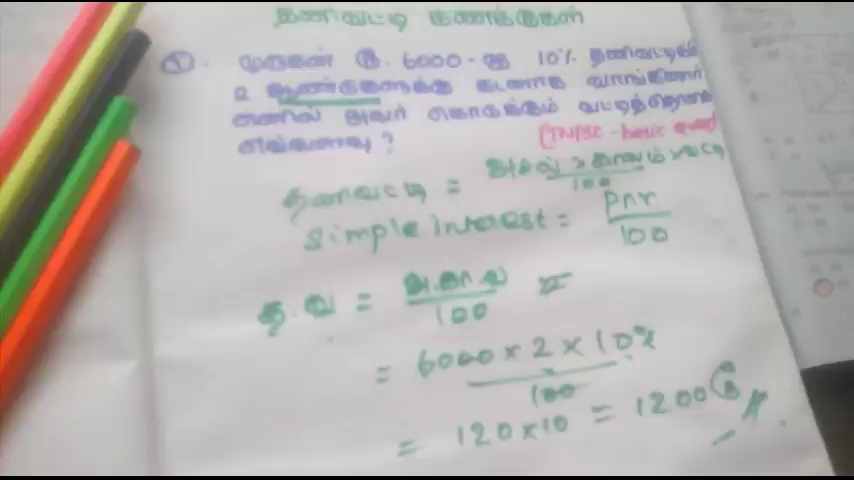 தனிவட்டி கணக்குகள்
1. முருகன் ரூ. 6000-ஐ 10% தனிவட்டியில்
2 ஆண்டுகளுக்கு கடனாக வாங்கினார்
எனில் அவர் கொடுக்கும் வட்டித்தொகை
எவ்வளவு?
[TNPSC - basic ques]
தனிவட்டி = அசல் x காலம் x வட்டி / 100
Simple interest = pnr / 100
த.வ = அ.கா.வ / 100
= 6000 x 2 x 10% / 100
= 120 x 10 = 1200 ரூ